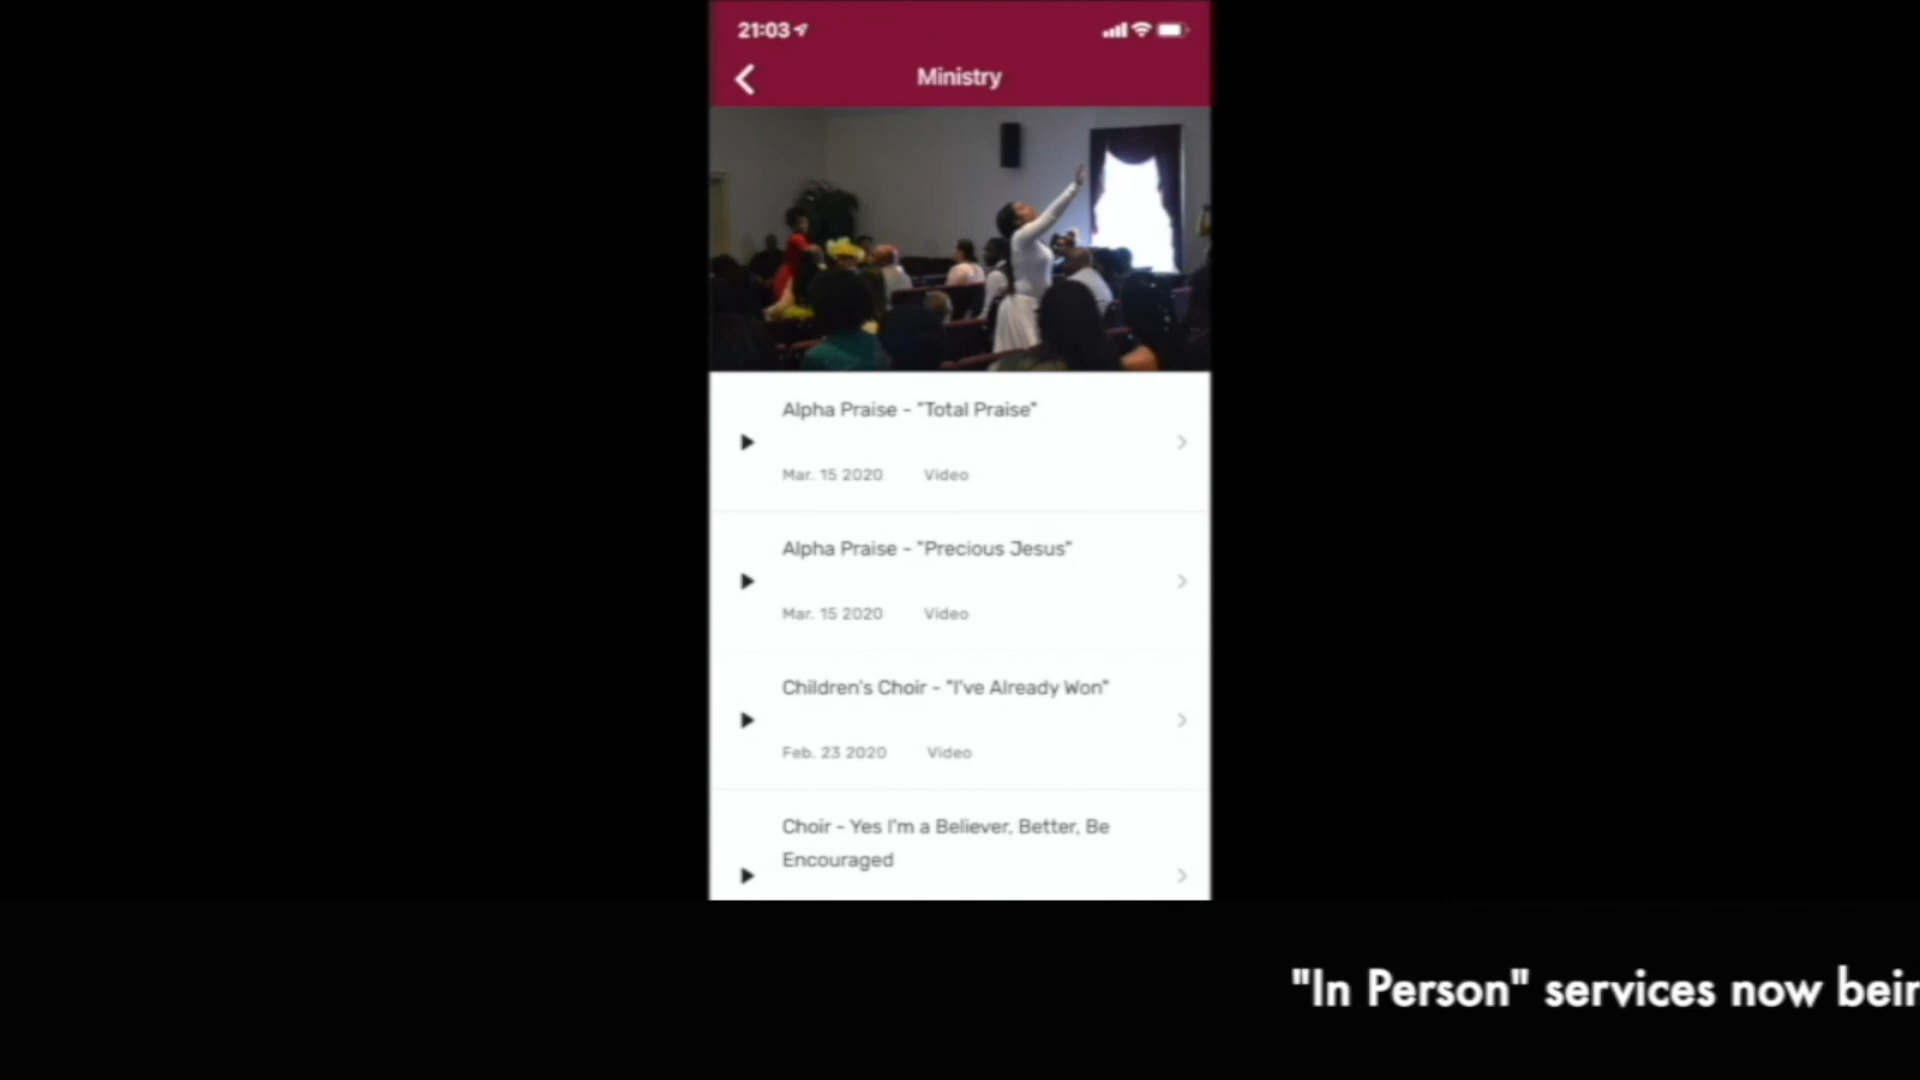 21:03
Ministry
Alpha Praise - "Total Praise"
Mar. 15 2020 Video
Alpha Praise - "Precious Jesus"
Mar. 15 2020 Video
Children's Choir - "I've Already Won"
Feb. 23 2020 Video
Choir - Yes I'm a Believer, Better, Be
Encouraged
"In Person" services now